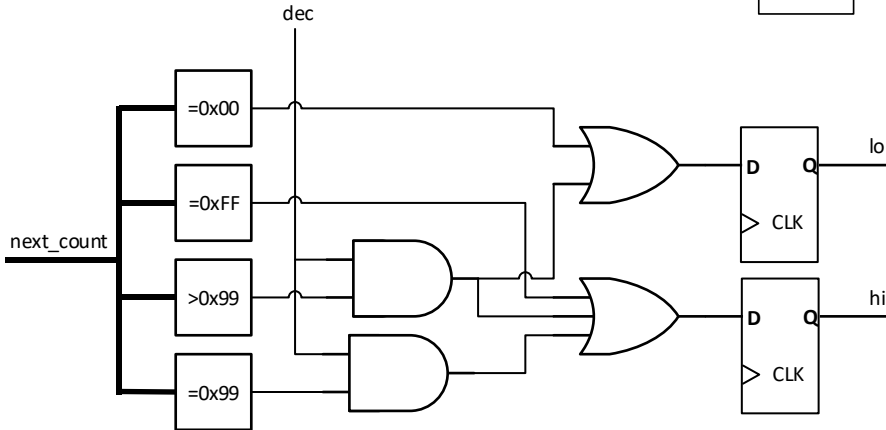 dec
=0x00
=0xFF
next_count
>0x99
=0x99
D Q
CLK
lo
D Q
CLK
hi